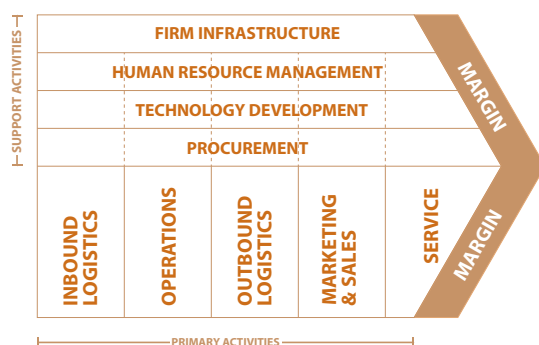 SUPPORT ACTIVITIES
FIRM INFRASTRUCTURE
HUMAN RESOURCE MANAGEMENT
TECHNOLOGY DEVELOPMENT
PROCUREMENT
MARGIN
INBOUND
LOGISTICS
OPERATIONS
OUTBOUND
LOGISTICS
MARKETING
& SALES
SERVICE
MARGIN
PRIMARY ACTIVITIES